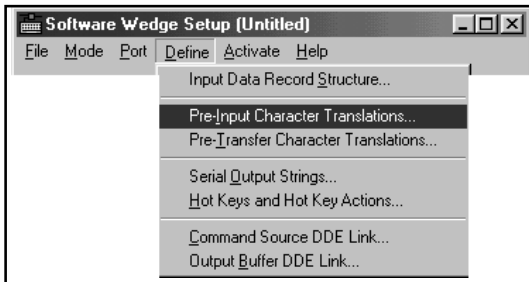 Software Wedge Setup (Untitled)
File Mode Port Define Activate Help
Input Data Record Structure...
Pre-Input Character Translations...
Pre-Transfer Character Translations...
Serial Output Strings...
Hot Keys and Hot Key Actions...
Command Source DDE Link...
Output Buffer DDE Link...